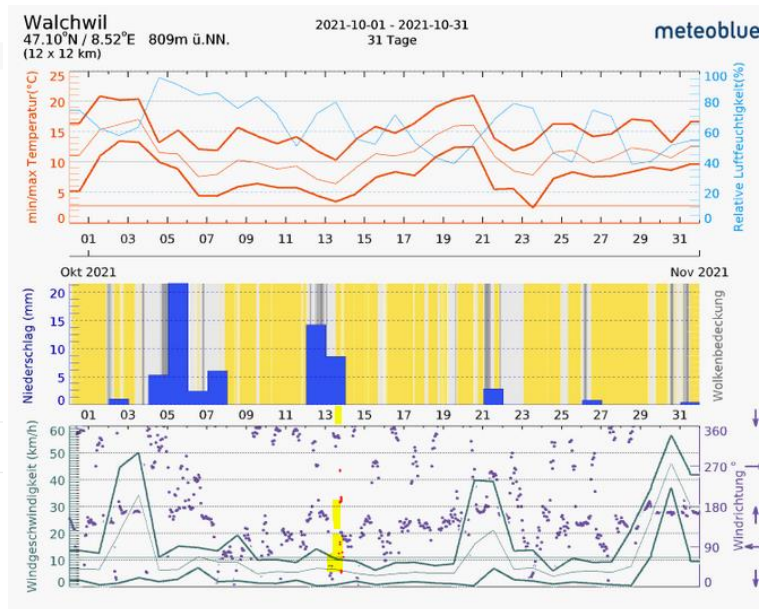 Walchwil
47.10°N / 8.52°E 809m ü.NN.
(12 x 12 km)
2021-10-01 - 2021-10-31
31 Tage
meteoblue
min/max Temperatur(°C)
25
20
15
10
5
0
100
80
60
40
20
0
Relative Luftfeuchtigkeit(%)
01 03 05 07 09 11 13 15 17 19 21 23 25 27 29 31
Okt 2021 Nov 2021
Niederschlag (mm)
20
15
10
5
0
Wolkenbedeckung
01 03 05 07 09 11 13 15 17 19 21 23 25 27 29 31
Windgeschwindigkeit (km/h)
60
50
40
30
20
10
0
360
270
180
90
0
Windrichtung °